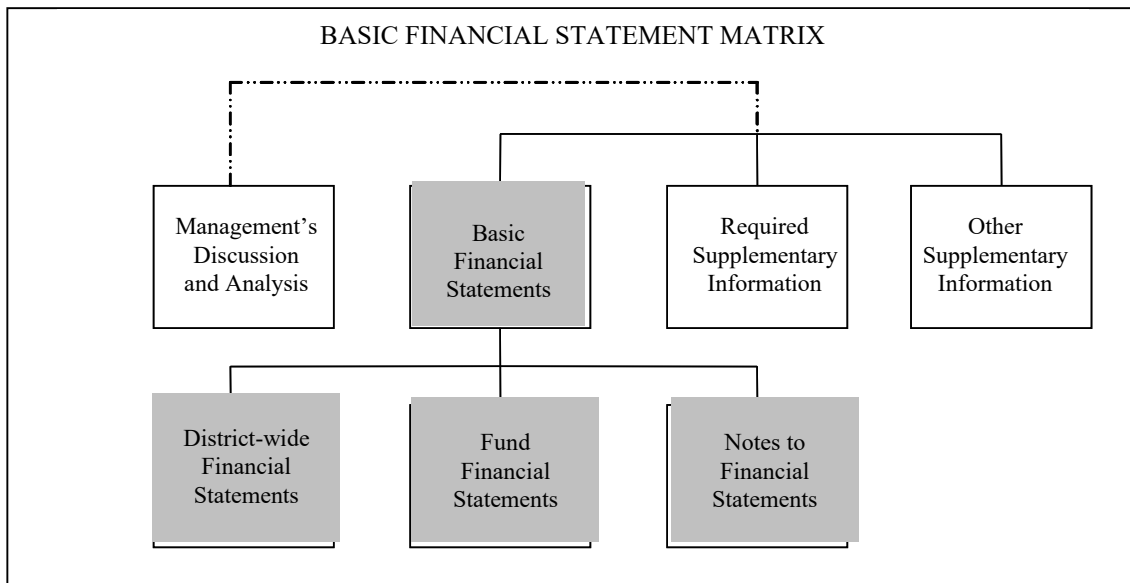 BASIC FINANCIAL STATEMENT MATRIX
Management’s
Discussion
and Analysis
Basic
Financial
Statements
Required
Supplementary
Information
Other
Supplementary
Information
District-wide
Financial
Statements
Fund
Financial
Statements
Notes to
Financial
Statements